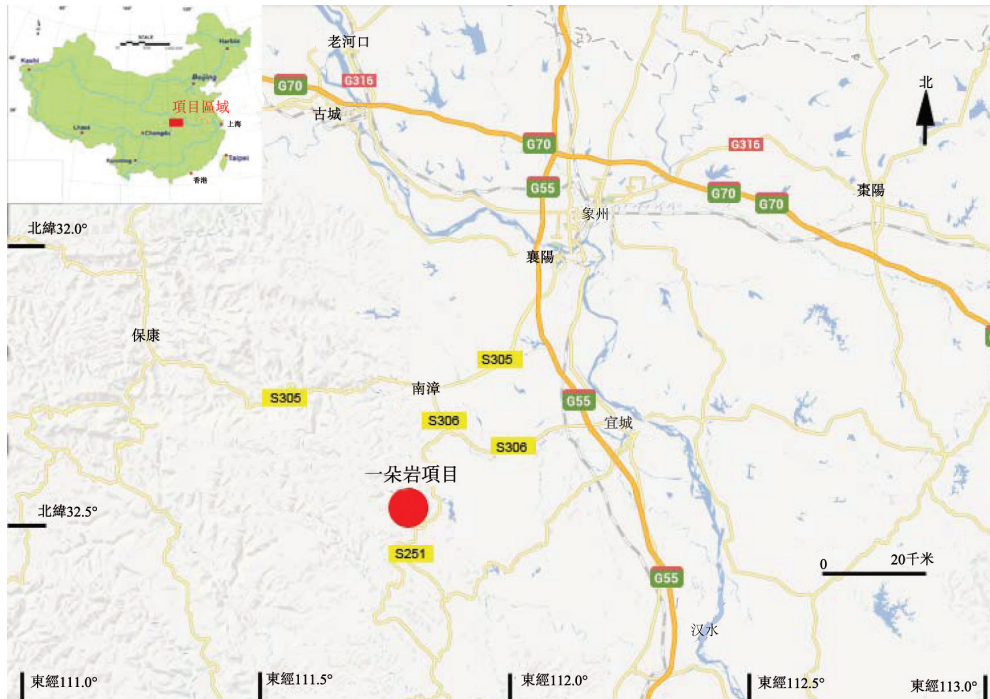 SCALE
Harbin
Kashi
Beijing
項目區域
Lhasa
Chengdu
上海
Kunming
Taipei
香港
老河口
G70
G316
古城
G70
G316
G55
G70
G70
北
棗陽
象州
襄陽
北緯32.0°
保康
S305
南漳
S305
G55
S306
宜城
S306
一朵岩項目
北緯32.5°
S251
0
20千米
G55
汉水
東經111.0°
東經111.5°
東經112.0°
東經112.5°
東經113.0°